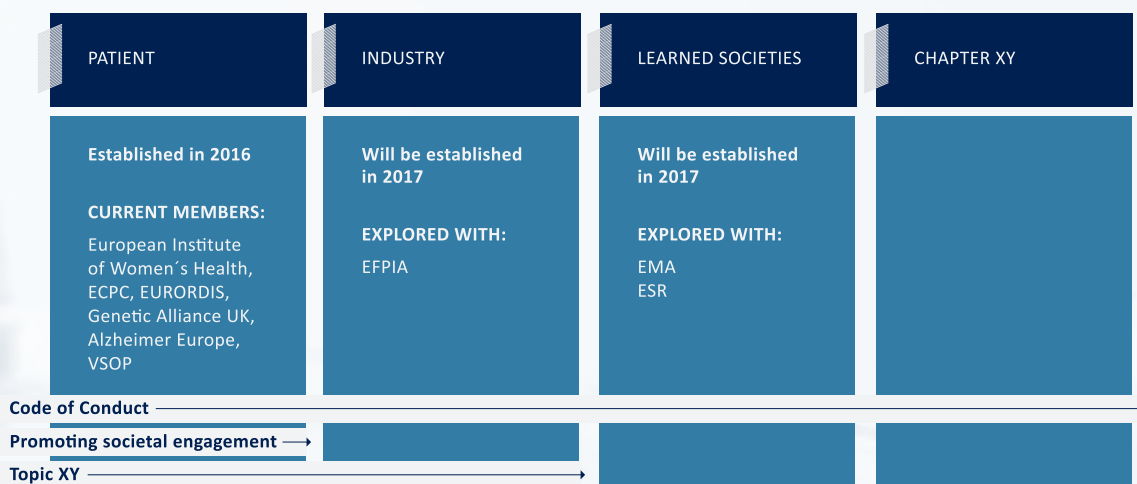 PATIENT
INDUSTRY
LEARNED SOCIETIES
CHAPTER XY
Established in 2016
CURRENT MEMBERS:
European Institute
of Women´s Health,
ECPC, EURORDIS,
Genetic Alliance UK,
Alzheimer Europe,
VSOP
Will be established
in 2017
EXPLORED WITH:
EFPIA
Will be established
in 2017
EXPLORED WITH:
EMA
ESR
Code of Conduct
Promoting societal engagement
Topic XY